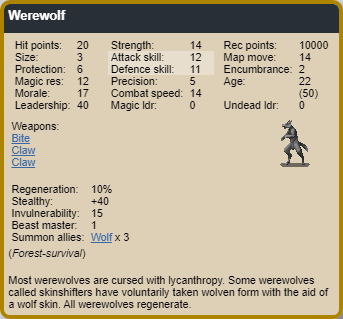 Werewolf
Hit points: 20 Strength: 14 Rec points: 10000
Size: 3 Attack skill: 12 Map move: 14
Protection: 6 Defence skill: 11 Encumbrance: 2
Magic res: 12 Precision: 5 Age: 22
Morale: 17 Combat speed: 14 (50)
Leadership: 40 Magic ldr: 0 Undead ldr: 0
Weapons:
Bite
Claw
Claw
Regeneration: 10%
Stealthy: +40
Invulnerability: 15
Beast master: 1
Summon allies: Wolf x 3
(Forest-survival)
Most werewolves are cursed with lycanthropy. Some werewolves
called skinshifters have voluntarily taken wolven form with the aid of
a wolf skin. All werewolves regenerate.